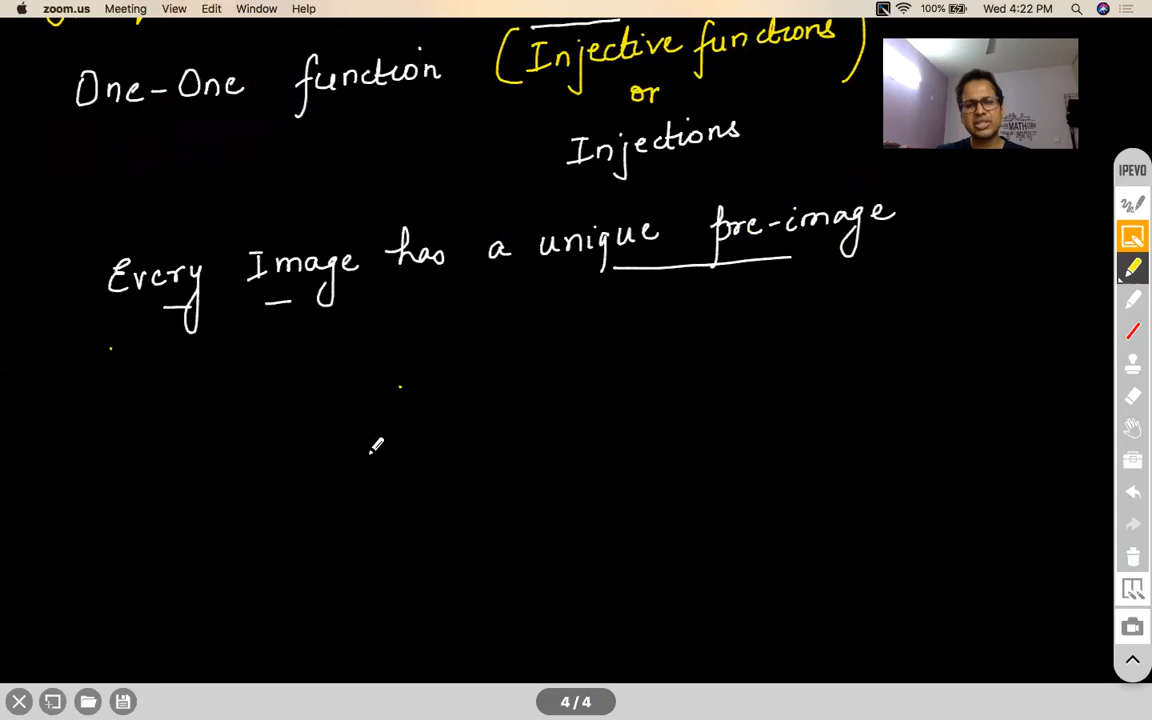 zoom.us Meeting View Edit Window Help 100% Wed 4:22 PM
(Injective functions)
One-One function
or
Injections
MATH
IPEVO
Every Image has a unique pre-image
4 / 4